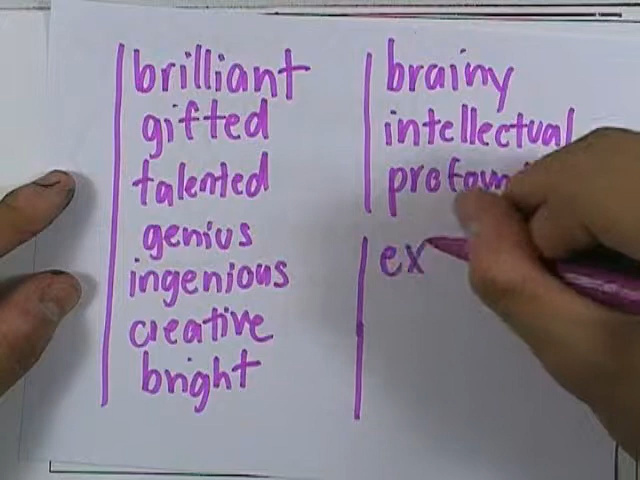 brilliant
gifted
talented
genius
ingenious
creative
bright
brainy
intellectual
ex